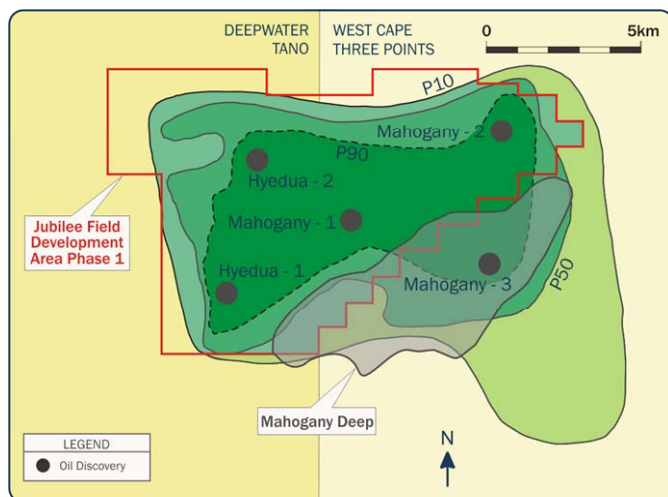 DEEPWATER
TANO
WEST CAPE
THREE POINTS
0 5km
P10
Mahogany - 2
P90
Hyedua - 2
Mahogany - 1
Jubilee Field
Development
Area Phase 1
Hyedua - 1
Mahogany - 3
P50
Mahogany Deep
LEGEND
Oil Discovery
N